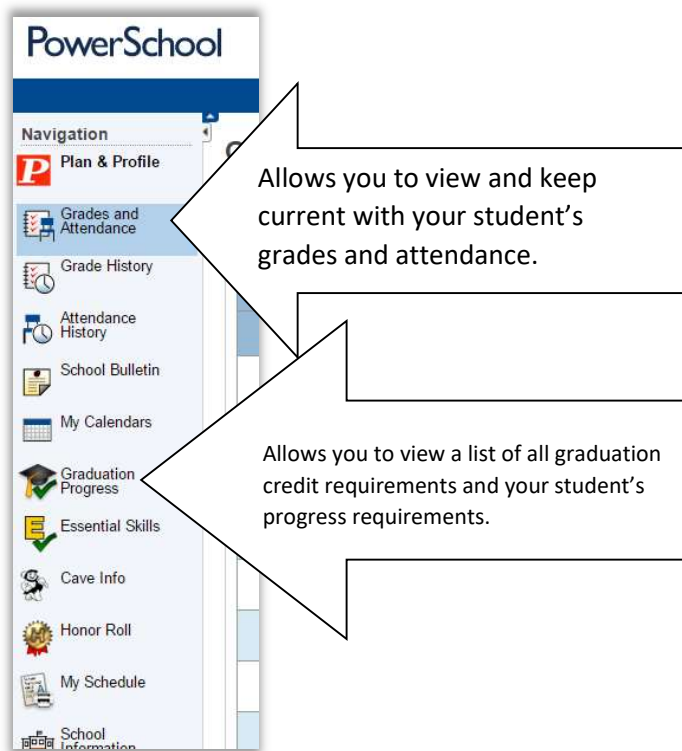 PowerSchool
Navigation
Plan & Profile
Grades and
Attendance
Grade History
Attendance
History
School Bulletin
My Calendars
Graduation
Progress
Essential Skills
Cave Info
Honor Roll
My Schedule
School
Information
Allows you to view and keep
current with your student’s
grades and attendance.
Allows you to view a list of all graduation
credit requirements and your student’s
progress requirements.